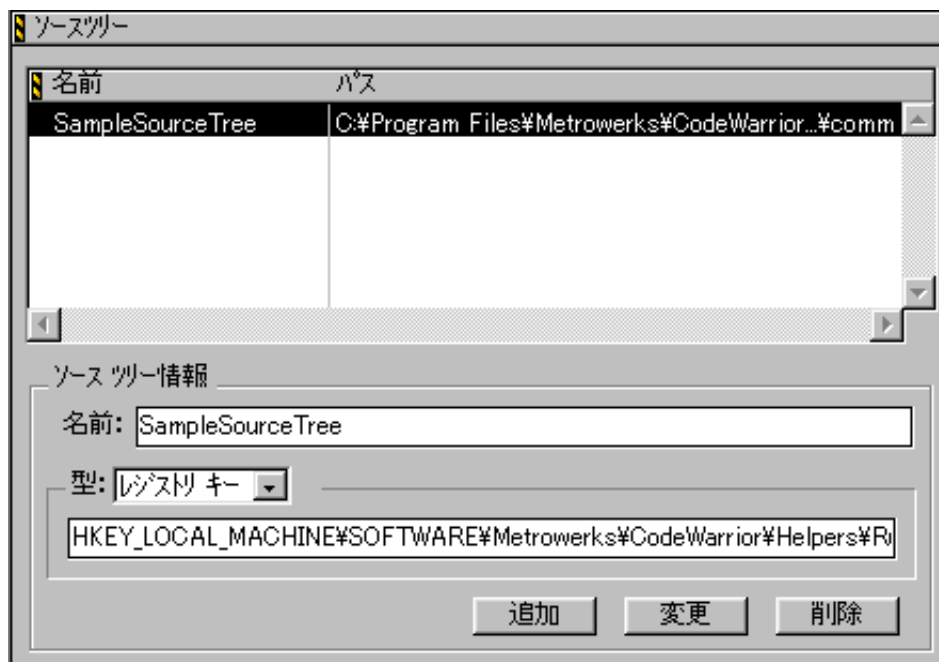 ソースツリー
名前 パス
SampleSourceTree C:¥Program Files¥Metrowerks¥CodeWarrior...¥comm
ソース ツリー情報
名前: SampleSourceTree
型: レジストリ キー
HKEY_LOCAL_MACHINE¥SOFTWARE¥Metrowerks¥CodeWarrior¥Helpers¥R
追加 変更 削除